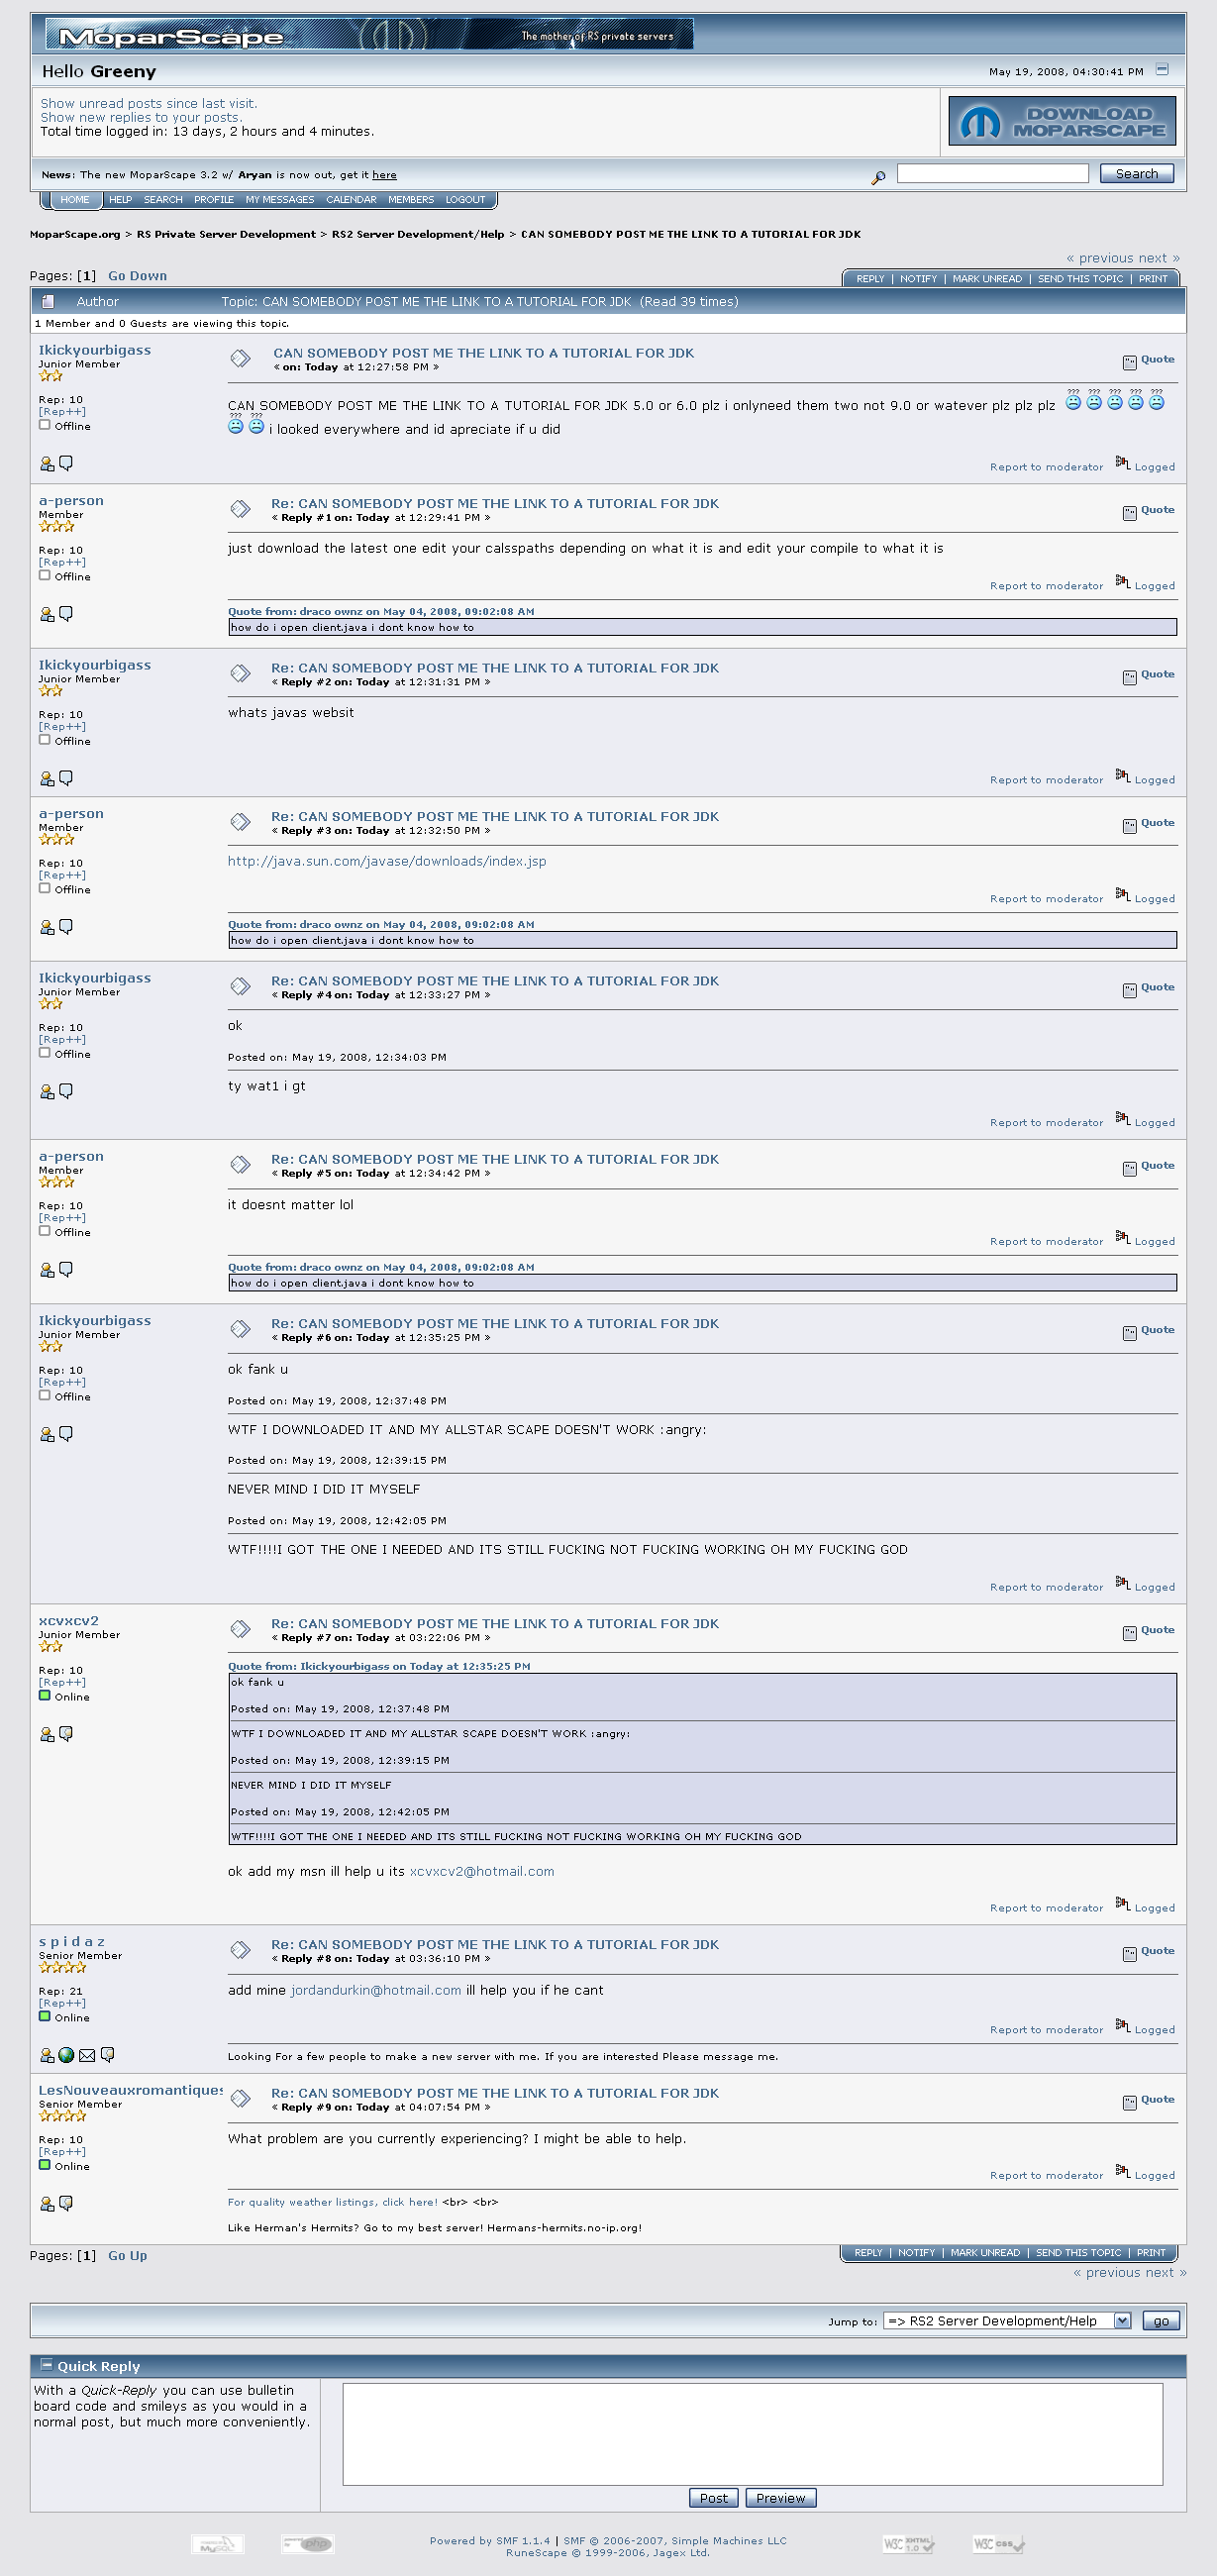 MoparScape
The mother of RS private servers
Hello Greeny
May 19, 2008, 04:30:41 PM
Show unread posts since last visit.
Show new replies to your posts.
Total time logged in: 13 days, 2 hours and 4 minutes.
DOWNLOAD
MOPARSCAPE
News: The new MoparScape 3.2 w/ Aryan is now out, get it here
Search
HOME HELP SEARCH PROFILE MY MESSAGES CALENDAR MEMBERS LOGOUT
MoparScape.org > RS Private Server Development > RS2 Server Development/Help > CAN SOMEBODY POST ME THE LINK TO A TUTORIAL FOR JDK
« previous next »
Pages: [1] Go Down
REPLY | NOTIFY | MARK UNREAD | SEND THIS TOPIC | PRINT
Author Topic: CAN SOMEBODY POST ME THE LINK TO A TUTORIAL FOR JDK (Read 39 times)
1 Member and 0 Guests are viewing this topic.
Ikickyourbigass
Junior Member
Rep: 10
[Rep++]
Offline
CAN SOMEBODY POST ME THE LINK TO A TUTORIAL FOR JDK
« on: Today at 12:27:58 PM »
Quote
CAN SOMEBODY POST ME THE LINK TO A TUTORIAL FOR JDK 5.0 or 6.0 plz i onlyneed them two not 9.0 or watever plz plz plz ??? ??? ??? ??? ???
??? ??? i looked everywhere and id apreciate if u did
Report to moderator Logged
a-person
Member
Rep: 10
[Rep++]
Offline
Re: CAN SOMEBODY POST ME THE LINK TO A TUTORIAL FOR JDK
« Reply #1 on: Today at 12:29:41 PM »
Quote
just download the latest one edit your calsspaths depending on what it is and edit your compile to what it is
Report to moderator Logged
Quote from: draco ownz on May 04, 2008, 09:02:08 AM
how do i open client.java i dont know how to
Ikickyourbigass
Junior Member
Rep: 10
[Rep++]
Offline
Re: CAN SOMEBODY POST ME THE LINK TO A TUTORIAL FOR JDK
« Reply #2 on: Today at 12:31:31 PM »
Quote
whats javas websit
Report to moderator Logged
a-person
Member
Rep: 10
[Rep++]
Offline
Re: CAN SOMEBODY POST ME THE LINK TO A TUTORIAL FOR JDK
« Reply #3 on: Today at 12:32:50 PM »
Quote
http://java.sun.com/javase/downloads/index.jsp
Report to moderator Logged
Quote from: draco ownz on May 04, 2008, 09:02:08 AM
how do i open client.java i dont know how to
Ikickyourbigass
Junior Member
Rep: 10
[Rep++]
Offline
Re: CAN SOMEBODY POST ME THE LINK TO A TUTORIAL FOR JDK
« Reply #4 on: Today at 12:33:27 PM »
Quote
ok
Posted on: May 19, 2008, 12:34:03 PM
ty wat1 i gt
Report to moderator Logged
a-person
Member
Rep: 10
[Rep++]
Offline
Re: CAN SOMEBODY POST ME THE LINK TO A TUTORIAL FOR JDK
« Reply #5 on: Today at 12:34:42 PM »
Quote
it doesnt matter lol
Report to moderator Logged
Quote from: draco ownz on May 04, 2008, 09:02:08 AM
how do i open client.java i dont know how to
Ikickyourbigass
Junior Member
Rep: 10
[Rep++]
Offline
Re: CAN SOMEBODY POST ME THE LINK TO A TUTORIAL FOR JDK
« Reply #6 on: Today at 12:35:25 PM »
Quote
ok fank u
Posted on: May 19, 2008, 12:37:48 PM
WTF I DOWNLOADED IT AND MY ALLSTAR SCAPE DOESN'T WORK :angry:
Posted on: May 19, 2008, 12:39:15 PM
NEVER MIND I DID IT MYSELF
Posted on: May 19, 2008, 12:42:05 PM
WTF!!!!I GOT THE ONE I NEEDED AND ITS STILL FUCKING NOT FUCKING WORKING OH MY FUCKING GOD
Report to moderator Logged
xcvxcv2
Junior Member
Rep: 10
[Rep++]
Online
Re: CAN SOMEBODY POST ME THE LINK TO A TUTORIAL FOR JDK
« Reply #7 on: Today at 03:22:06 PM »
Quote
Quote from: Ikickyourbigass on Today at 12:35:25 PM
ok fank u
Posted on: May 19, 2008, 12:37:48 PM
WTF I DOWNLOADED IT AND MY ALLSTAR SCAPE DOESN'T WORK :angry:
Posted on: May 19, 2008, 12:39:15 PM
NEVER MIND I DID IT MYSELF
Posted on: May 19, 2008, 12:42:05 PM
WTF!!!!I GOT THE ONE I NEEDED AND ITS STILL FUCKING NOT FUCKING WORKING OH MY FUCKING GOD
ok add my msn ill help u its xcvxcv2@hotmail.com
Report to moderator Logged
s p i d a z
Senior Member
Rep: 21
[Rep++]
Online
Re: CAN SOMEBODY POST ME THE LINK TO A TUTORIAL FOR JDK
« Reply #8 on: Today at 03:36:10 PM »
Quote
add mine jordandurkin@hotmail.com ill help you if he cant
Report to moderator Logged
Looking For a few people to make a new server with me. If you are interested Please message me.
LesNouveauxromantiques
Senior Member
Rep: 10
[Rep++]
Online
Re: CAN SOMEBODY POST ME THE LINK TO A TUTORIAL FOR JDK
« Reply #9 on: Today at 04:07:54 PM »
Quote
What problem are you currently experiencing? I might be able to help.
Report to moderator Logged
For quality weather listings, click here! <br> <br>
Like Herman's Hermits? Go to my best server! Hermans-hermits.no-ip.org!
Pages: [1] Go Up
REPLY | NOTIFY | MARK UNREAD | SEND THIS TOPIC | PRINT
« previous next »
Jump to: => RS2 Server Development/Help go
Quick Reply
With a Quick-Reply you can use bulletin
board code and smileys as you would in a
normal post, but much more conveniently.
Post Preview
MySQL
php
Powered by SMF 1.1.4 | SMF © 2006-2007, Simple Machines LLC
RuneScape © 1999-2006, Jagex Ltd.
W3C XHTML 1.0
W3C css